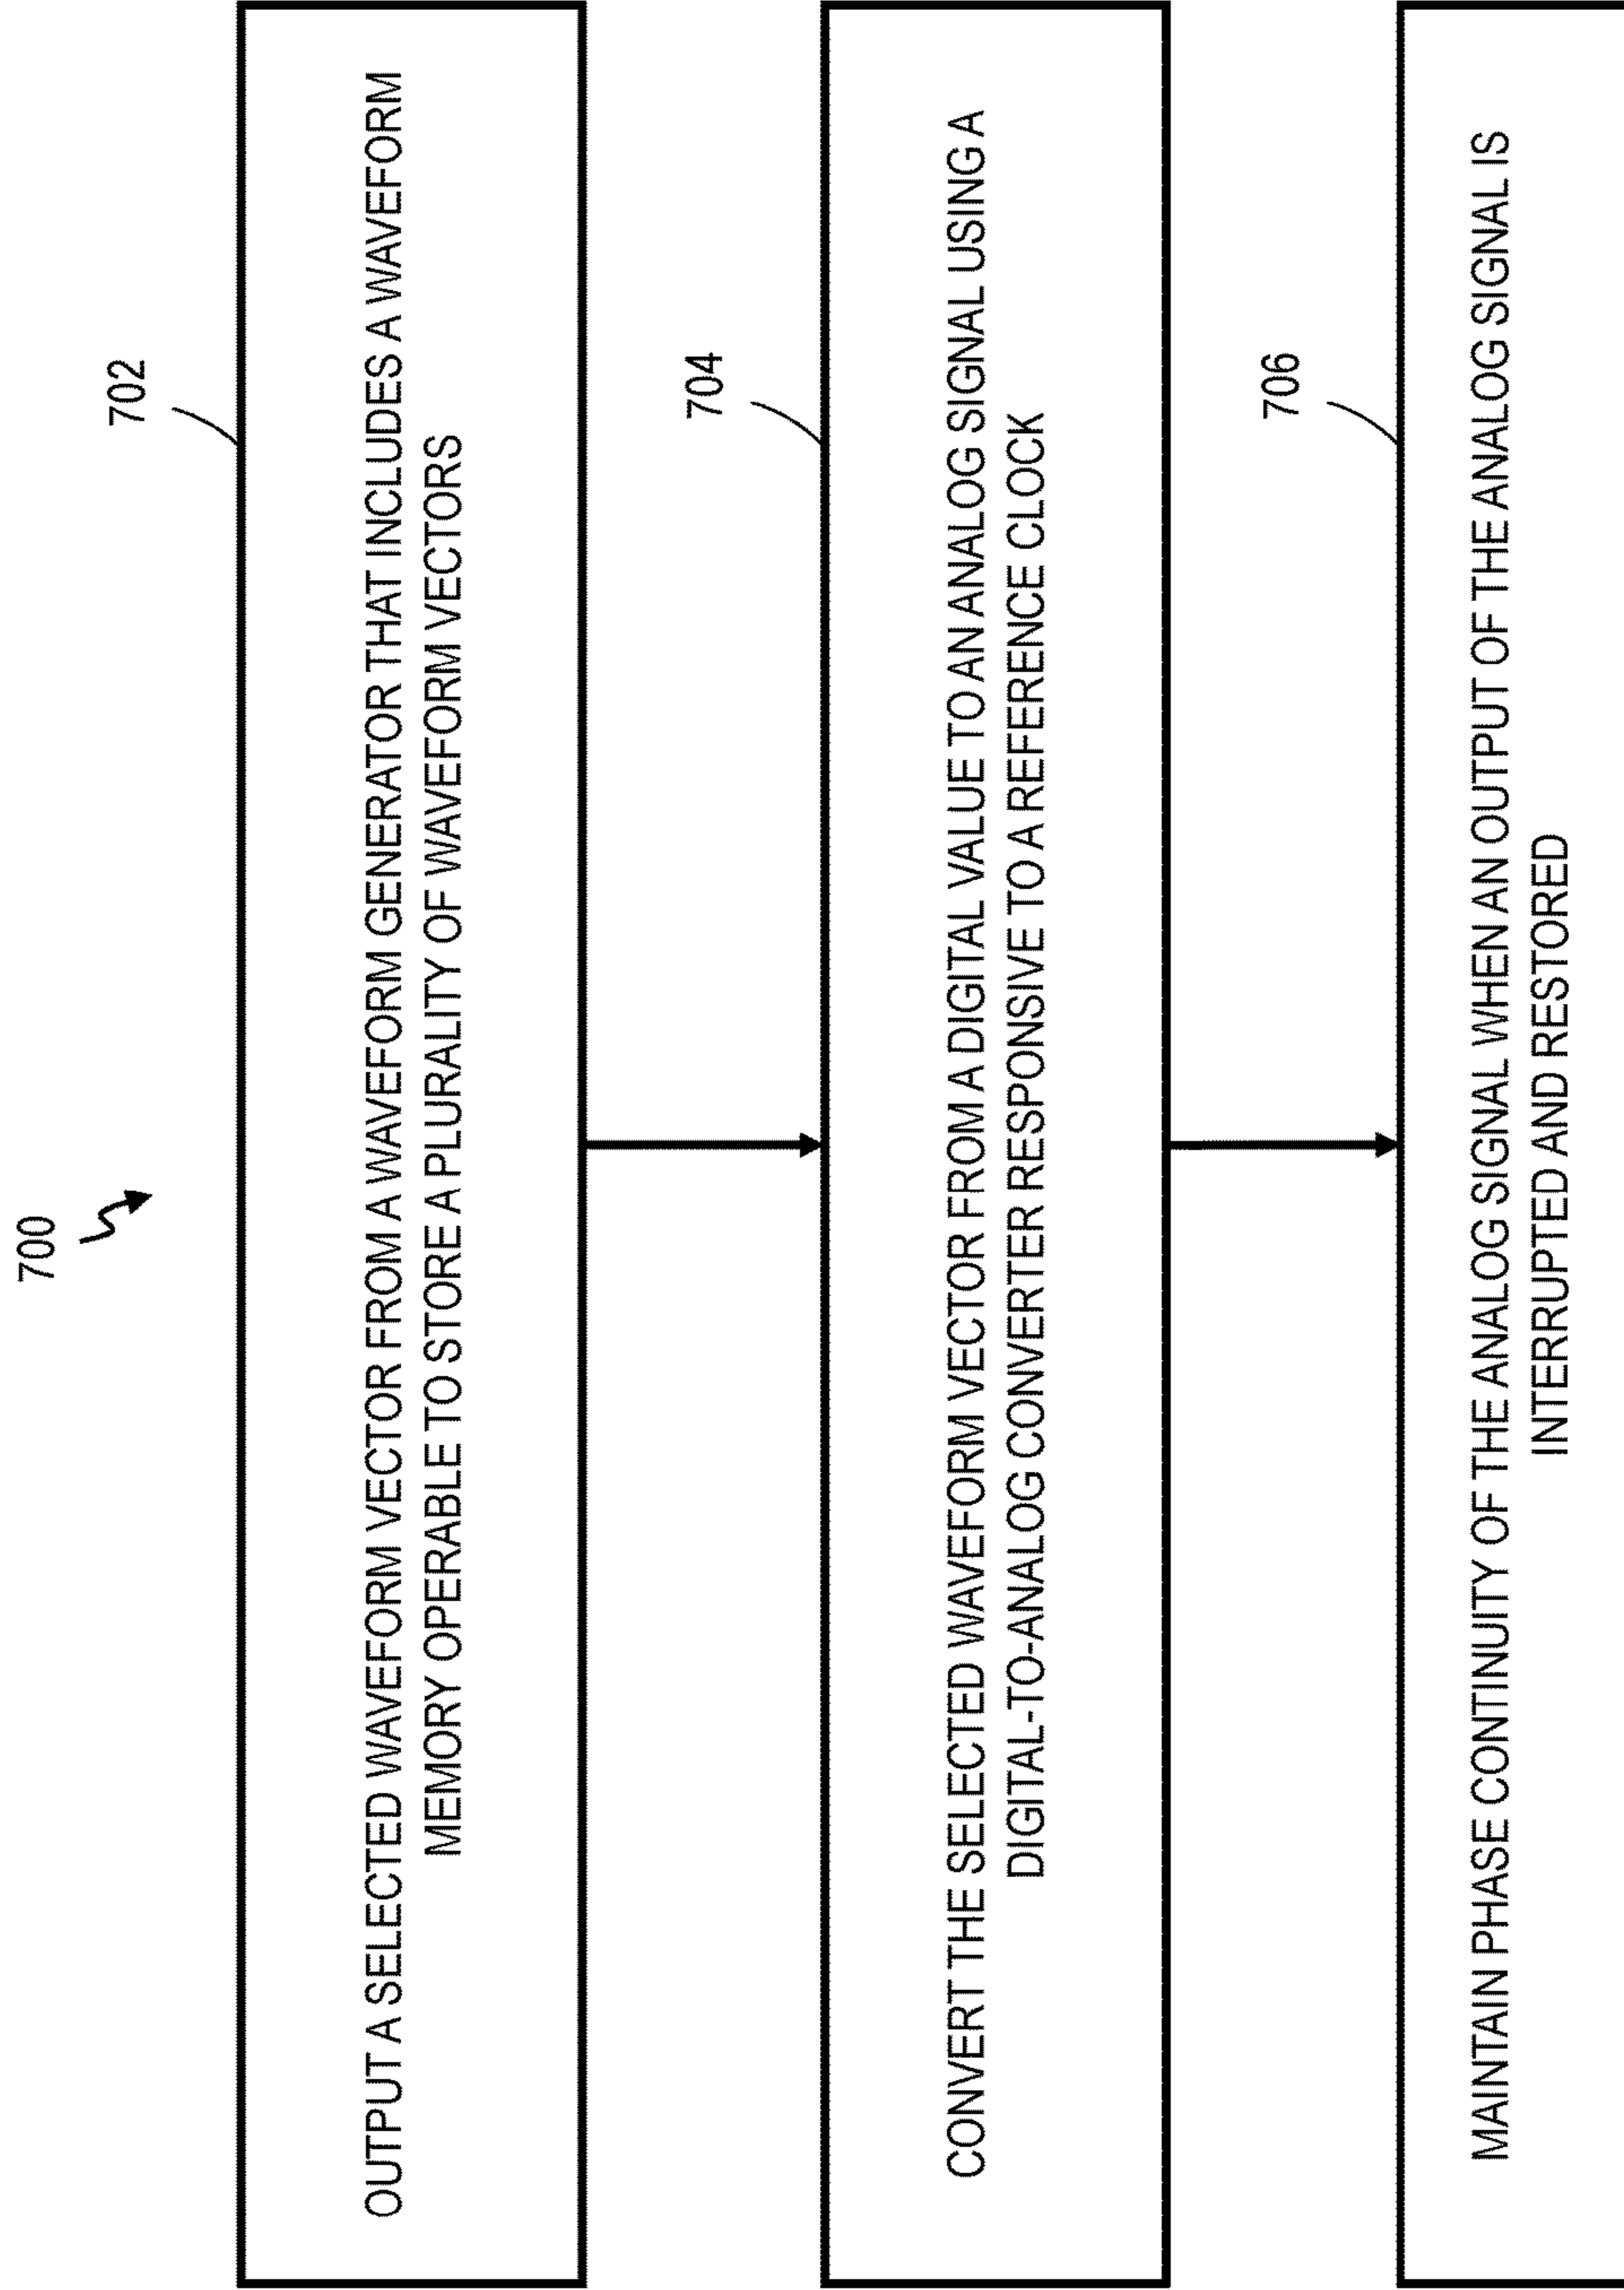 700
702
OUTPUT A SELECTED WAVEFORM VECTOR FROM A WAVEFORM GENERATOR THAT INCLUDES A WAVEFORM
MEMORY OPERABLE TO STORE A PLURALITY OF WAVEFORM VECTORS
704
CONVERT THE SELECTED WAVEFORM VECTOR FROM A DIGITAL VALUE TO AN ANALOG SIGNAL USING A
DIGITAL-TO-ANALOG CONVERTER RESPONSIVE TO A REFERENCE CLOCK
706
MAINTAIN PHASE CONTINUITY OF THE ANALOG SIGNAL WHEN AN OUTPUT OF THE ANALOG SIGNAL IS
INTERRUPTED AND RESTORED